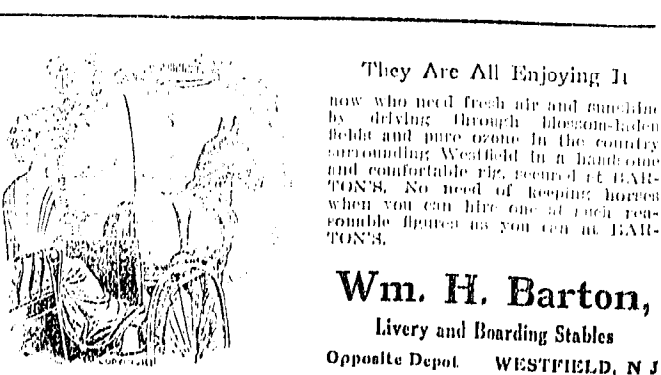 They Are All Enjoying It
now who need fresh air and sunshine
by delving through blossom-laden
fields and pure ozone in the country
surrounding Westfield in a handsome
and comfortable rig, secured at BAR-
TON'S. No need of keeping horses
when you can hire one at such rea-
sonable figures as you can at BAR-
TON'S.
Wm. H. Barton,
Livery and Boarding Stables
Opposite Depot. WESTFIELD, N J